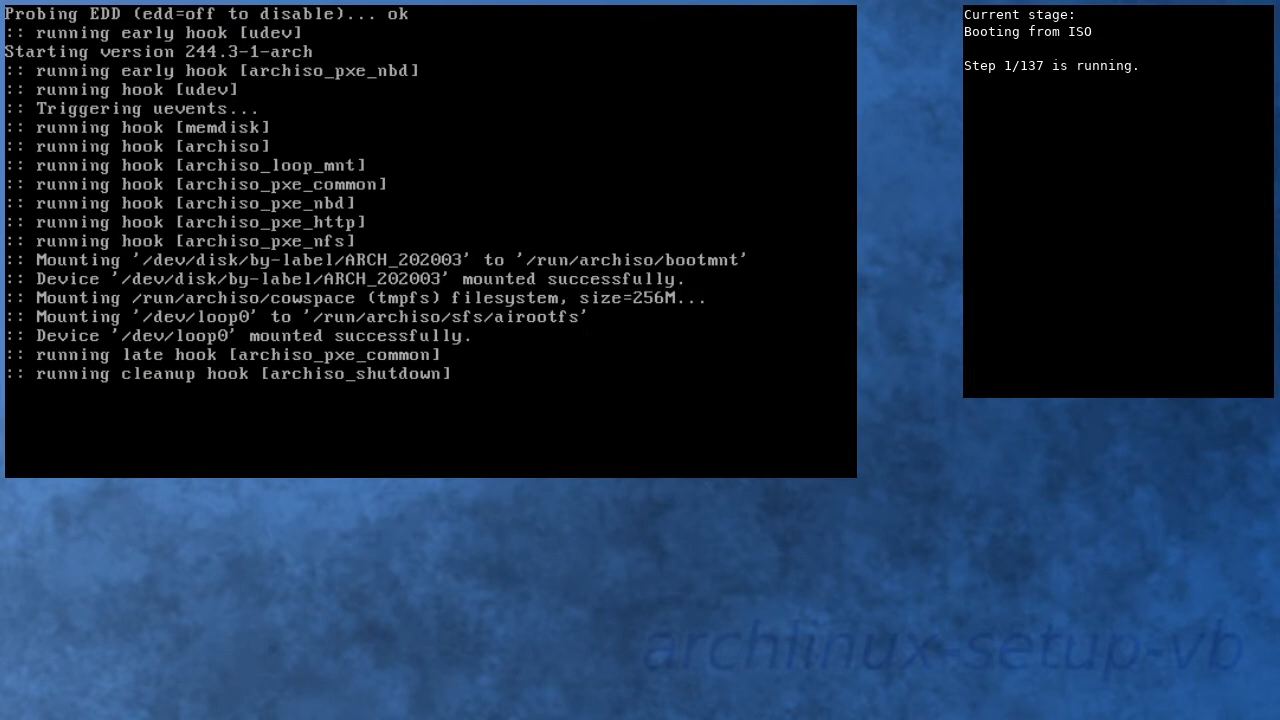 Probing EDD (edd=off to disable)... ok
:: running early hook [udev]
Starting version 244.3-1-arch
:: running early hook [archiso_pxe_nbd]
:: running hook [udev]
:: Triggering uevents...
:: running hook [memdisk]
:: running hook [archiso]
:: running hook [archiso_loop_mnt]
:: running hook [archiso_pxe_common]
:: running hook [archiso_pxe_nbd]
:: running hook [archiso_pxe_http]
:: running hook [archiso_pxe_nfs]
:: Mounting '/dev/disk/by-label/ARCH_202003' to '/run/archiso/bootmnt'
:: Device '/dev/disk/by-label/ARCH_202003' mounted successfully.
:: Mounting /run/archiso/cowspace (tmpfs) filesystem, size=256M...
:: Mounting '/dev/loop0' to '/run/archiso/sfs/airootfs'
:: Device '/dev/loop0' mounted successfully.
:: running late hook [archiso_pxe_common]
:: running cleanup hook [archiso_shutdown]
Current stage:
Booting from ISO
Step 1/137 is running.
archlinux-setup-vb